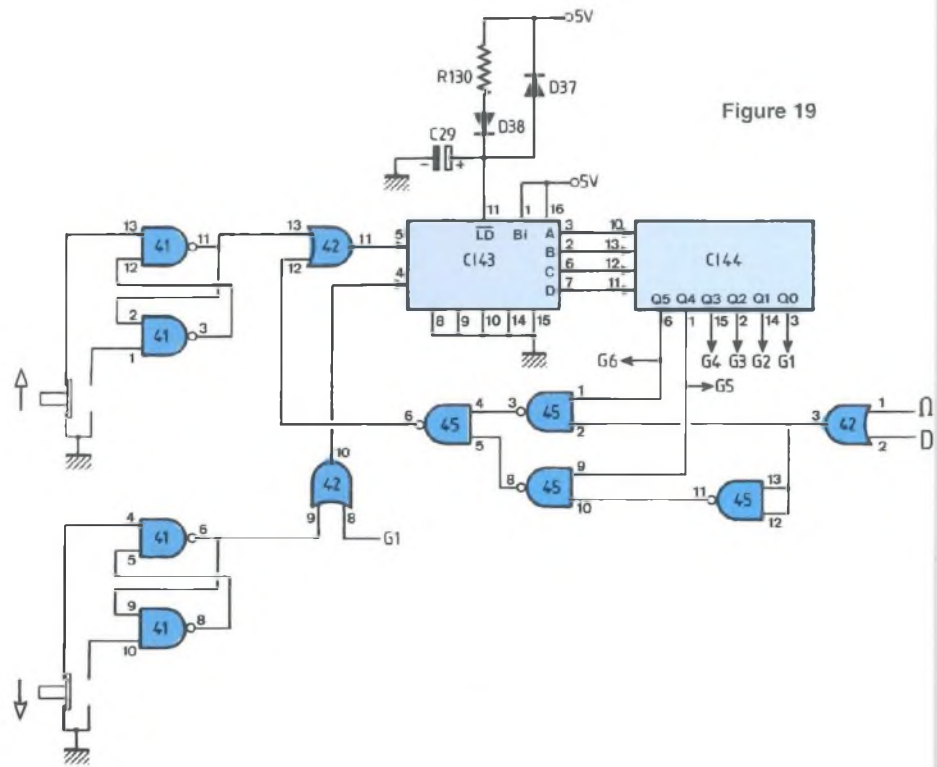 5V
R130
D37
Figure 19
D38
C29
- +
5V
11 1 16
13 41 11
12
13 42 11
12
5
4
LD Bi A
B
C
D
CI43
3
2
6
7
10
13
12
11
CI44
Q5 Q4 Q3 Q2 Q1 Q0
6 1 15 2 14 3
8 9 10 14 15
2 41 3
1
G6
G5
G4 G3 G2 G1
6 45 4
5
3 45 1
2
3 42 1
2
Ω
D
10
42
9 8
G1
8 45 9
10
11 45 13
12
4 41 6
5
9 41 8
10